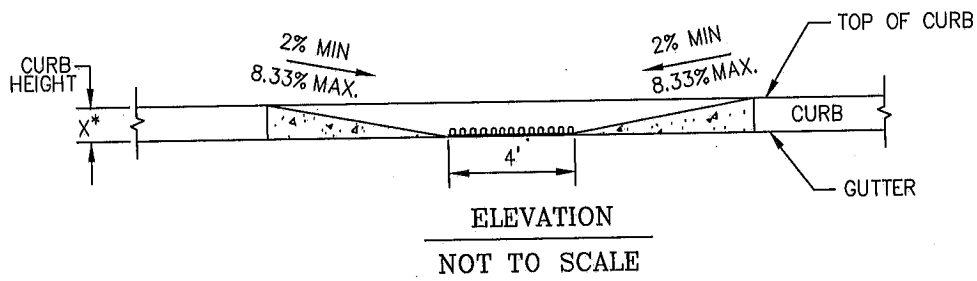 TOP OF CURB
2% MIN
8.33% MAX.
2% MIN
8.33% MAX.
CURB
HEIGHT
X*
CURB
4'
GUTTER
ELEVATION
NOT TO SCALE